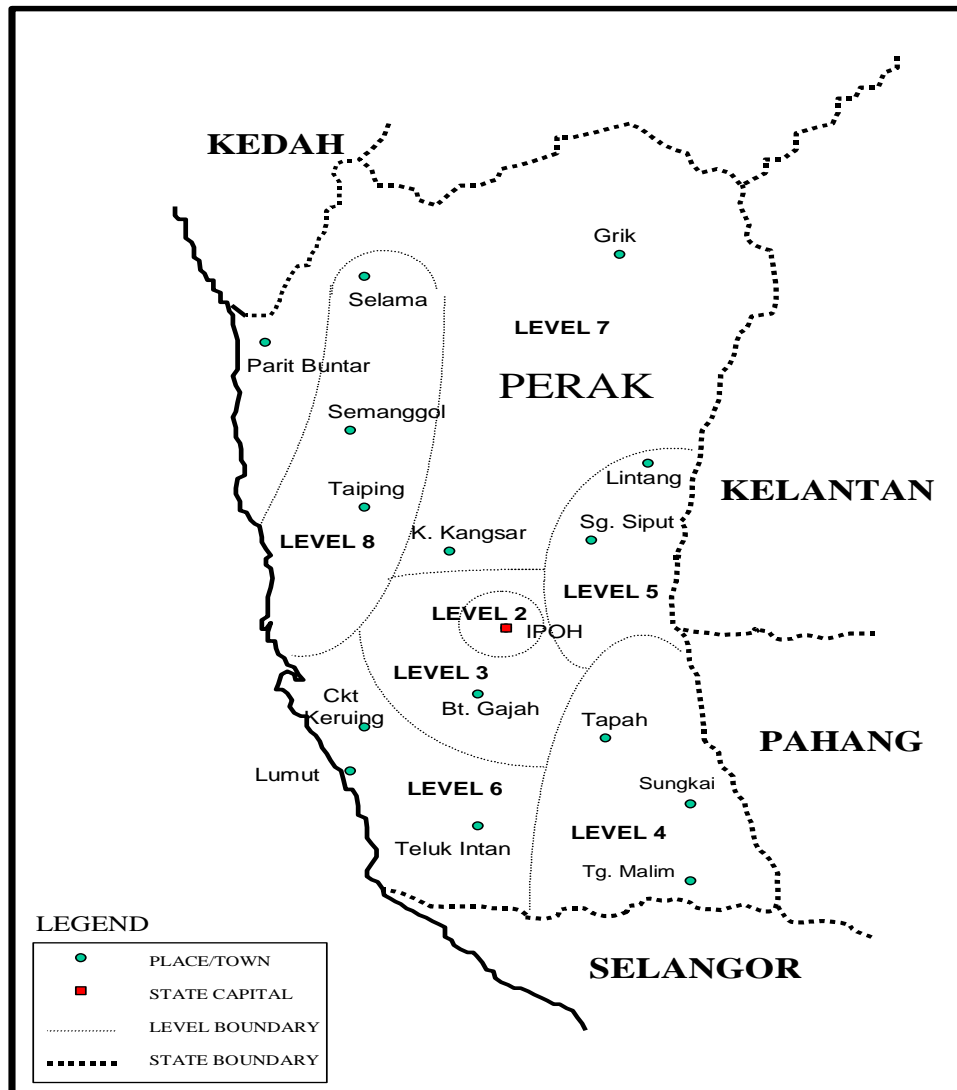 KEDAH
Grik
Selama
LEVEL 7
Parit Buntar
PERAK
Semanggol
Lintang
KELANTAN
Taiping
Sg. Siput
LEVEL 8
K. Kangsar
LEVEL 5
LEVEL 2
IPOH
LEVEL 3
Ckt
Keruing
Bt. Gajah
Tapah
PAHANG
Lumut
LEVEL 6
Sungkai
Teluk Intan
LEVEL 4
Tg. Malim
LEGEND
PLACE/TOWN
STATE CAPITAL
LEVEL BOUNDARY
STATE BOUNDARY
SELANGOR